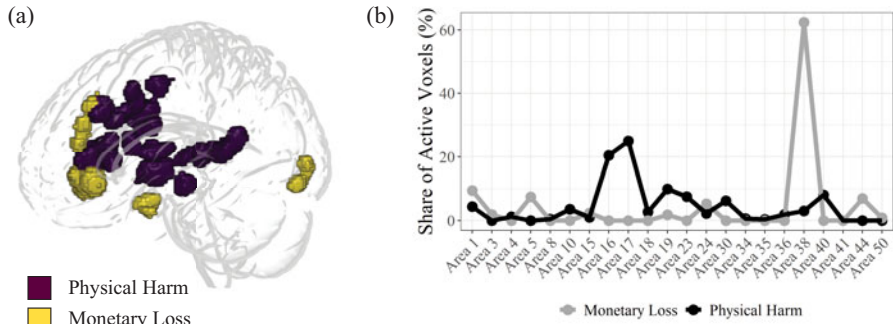 (a)
Physical Harm
Monetary Loss
(b)
Share of Active Voxels (%)
60
40
20
0
Area 1
Area 3
Area 4
Area 5
Area 8
Area 10
Area 15
Area 16
Area 17
Area 18
Area 19
Area 23
Area 24
Area 30
Area 34
Area 35
Area 36
Area 38
Area 40
Area 41
Area 44
Area 50
Monetary Loss Physical Harm